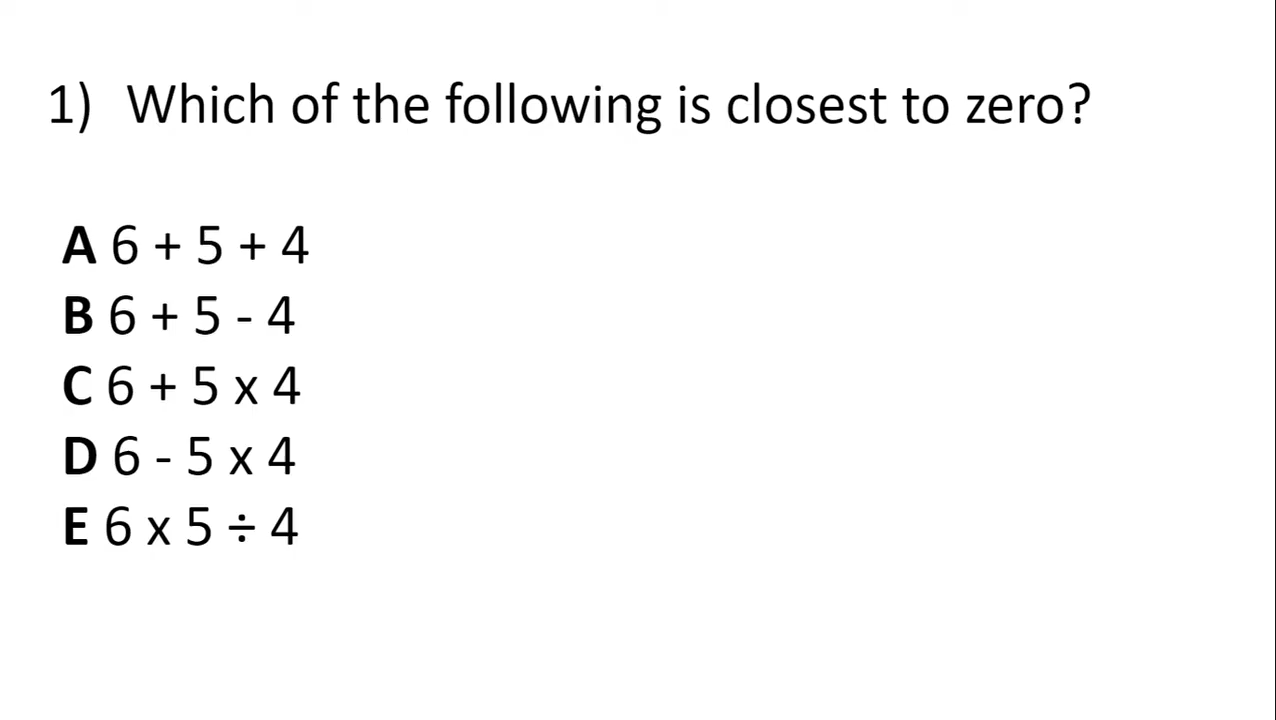 1) Which of the following is closest to zero?
A 6 + 5 + 4
B 6 + 5 - 4
C 6 + 5 x 4
D 6 - 5 x 4
E 6 x 5 ÷ 4